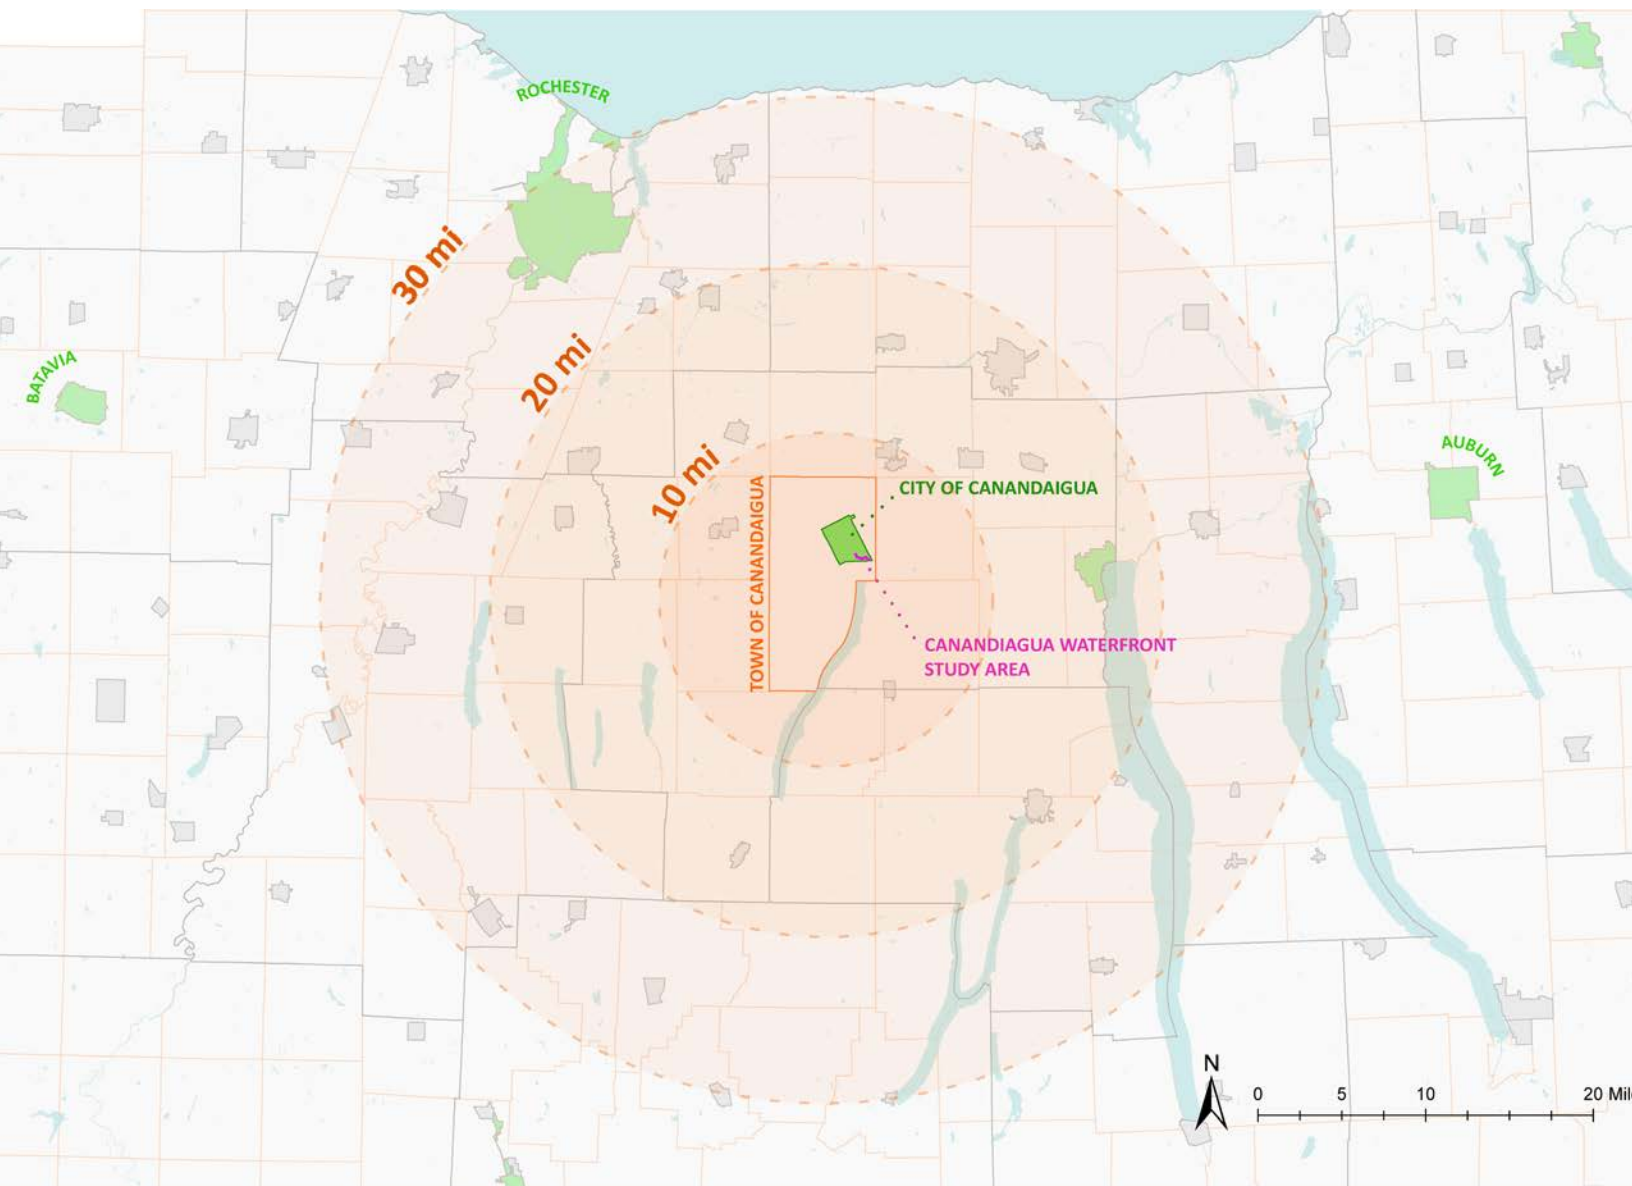 ROCHESTER
30 mi
20 mi
BATAVIA
10 mi
AUBURN
TOWN OF CANANDAIGUA
CITY OF CANANDAIGUA
CANANDIAGUA WATERFRONT
STUDY AREA
N
0 5 10 20 Mil